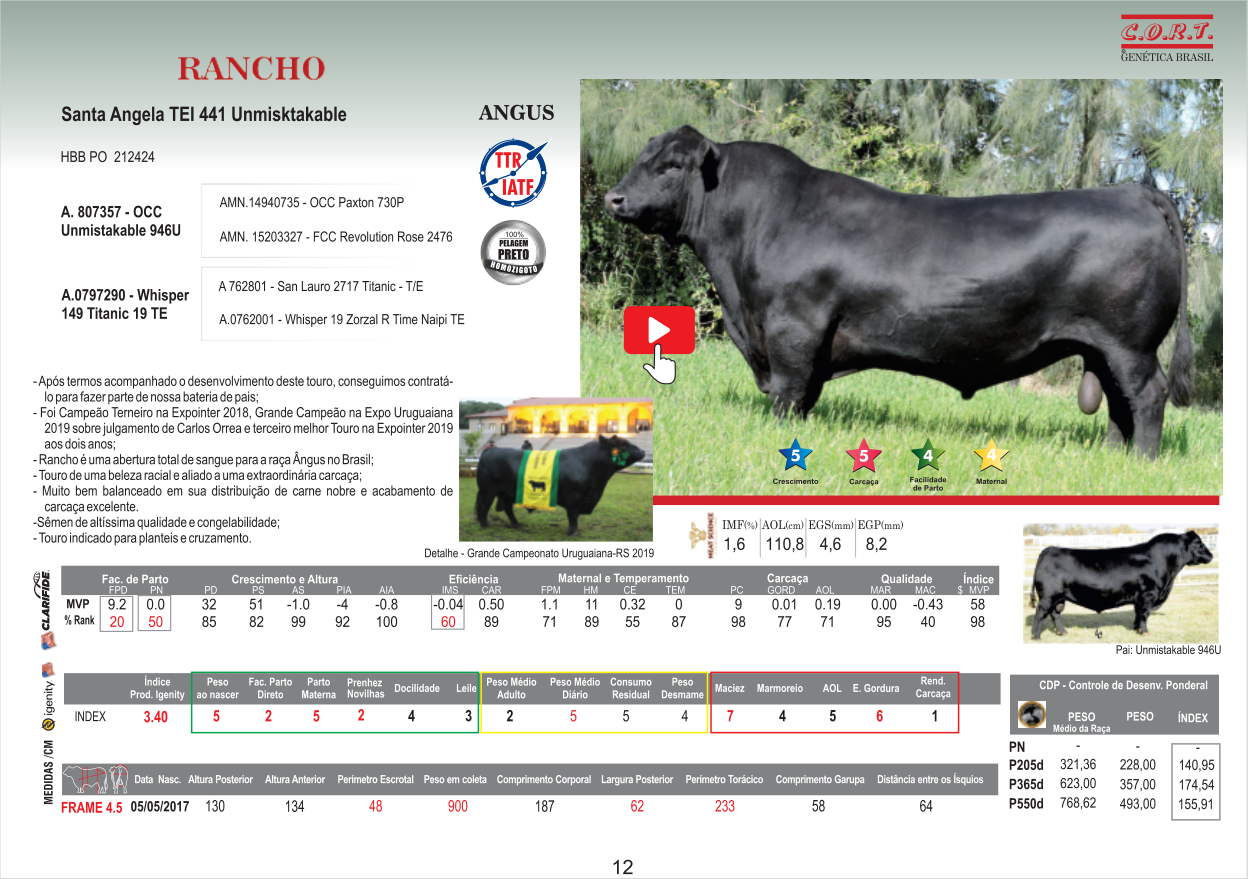 C.O.R.T.
GENÉTICA BRASIL
RANCHO
Santa Angela TEI 441 Unmisktakable
ANGUS
HBB PO 212424
TTR
IATF
100%
PELAGEM
PRETO
HOMOZIGOTO
A. 807357 - OCC
Unmistakable 946U
AMN.14940735 - OCC Paxton 730P
AMN. 15203327 - FCC Revolution Rose 2476
A.0797290 - Whisper
149 Titanic 19 TE
A 762801 - San Lauro 2717 Titanic - T/E
A.0762001 - Whisper 19 Zorzal R Time Naipi TE
- Após termos acompanhado o desenvolvimento deste touro, conseguimos contratá-
lo para fazer parte de nossa bateria de pais;
- Foi Campeão Terneiro na Expointer 2018, Grande Campeão na Expo Uruguaiana
2019 sobre julgamento de Carlos Orrea e terceiro melhor Touro na Expointer 2019
aos dois anos;
- Rancho é uma abertura total de sangue para a raça Ângus no Brasil;
- Touro de uma beleza racial e aliado a uma extraordinária carcaça;
- Muito bem balanceado em sua distribuição de carne nobre e acabamento de
carcaça excelente.
-Sêmen de altíssima qualidade e congelabilidade;
- Touro indicado para planteis e cruzamento.
Detalhe - Grande Campeonato Uruguaiana-RS 2019
5 5 4 4
Crescimento Carcaça Facilidade de Parto Maternal
MEAT SCIENCE
IMF(%) AOL(cm) EGS(mm) EGP(mm)
1,6 110,8 4,6 8,2
Pai: Unmistakable 946U
CLARIFIDE
Fac. de Parto Crescimento e Altura Eficiência Maternal e Temperamento Carcaça Qualidade Índice
FPD PN PD PS AS PIA AIA IMS CAR FPM HM CE TEM PC GORD AOL MAR MAC $ MVP
MVP 9.2 0.0 32 51 -1.0 -4 -0.8 -0.04 0.50 1.1 11 0.32 0 9 0.01 0.19 0.00 -0.43 58
% Rank 20 50 85 82 99 92 100 60 89 71 89 55 87 98 77 71 95 40 98
igenity
Índice Prod. Igenity Peso ao nascer Fac. Parto Direto Parto Materna Prenhez Novilhas Docilidade Leile Peso Médio Adulto Peso Médio Diário Consumo Residual Peso Desmame Maciez Marmoreio AOL E. Gordura Rend. Carcaça
INDEX 3.40 5 2 5 2 4 3 2 5 5 4 7 4 5 6 1
MEDIDAS /CM
Data Nasc. Altura Posterior Altura Anterior Perímetro Escrotal Peso em coleta Comprimento Corporal Largura Posterior Perímetro Torácico Comprimento Garupa Distância entre os Ísquios
FRAME 4.5 05/05/2017 130 134 48 900 187 62 233 58 64
CDP - Controle de Desenv. Ponderal
PESO Médio da Raça PESO ÍNDEX
PN - - -
P205d 321,36 228,00 140,95
P365d 623,00 357,00 174,54
P550d 768,62 493,00 155,91
12